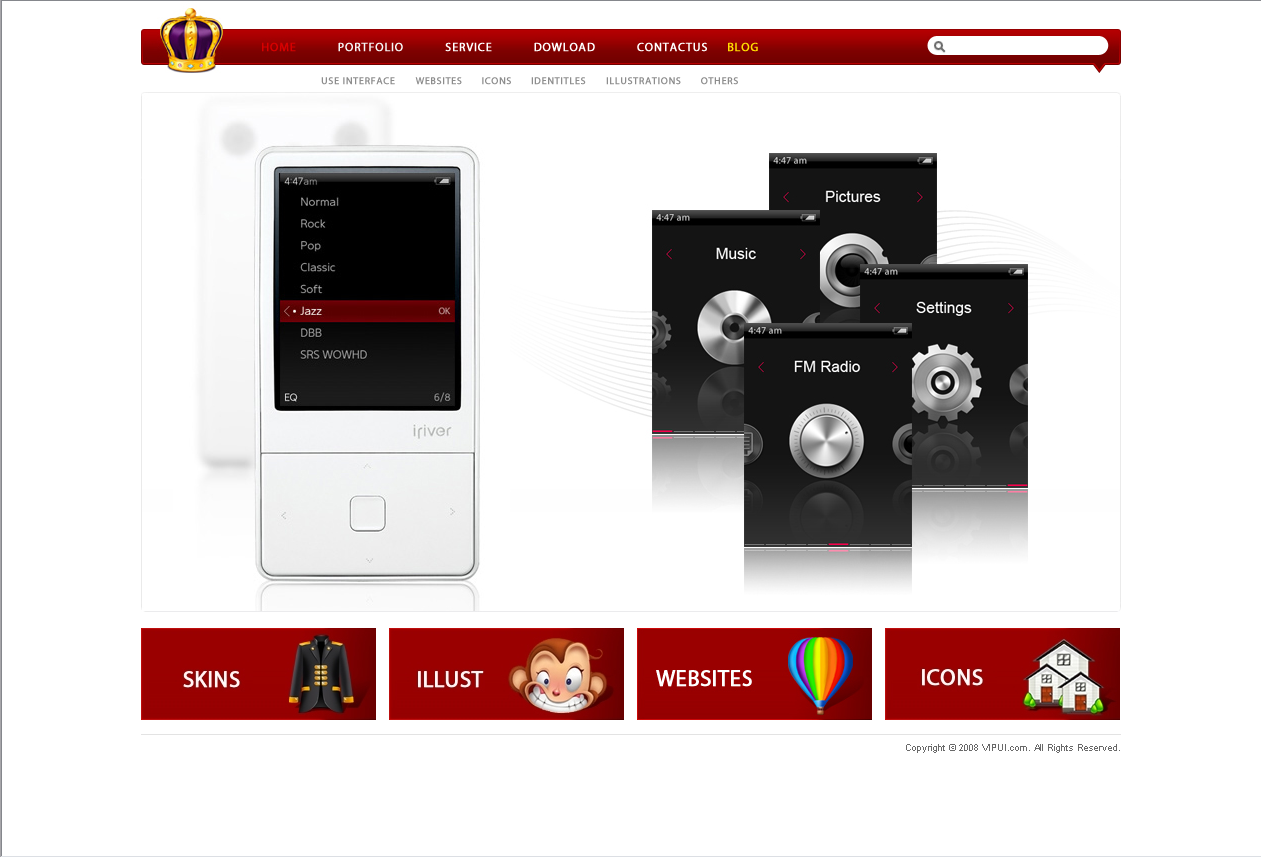 HOME PORTFOLIO SERVICE DOWLOAD CONTACTUS BLOG
USE INTERFACE WEBSITES ICONS IDENTITLES ILLUSTRATIONS OTHERS
4:47am
Normal
Rock
Pop
Classic
Soft
Jazz OK
DBB
SRS WOWHD
EQ 6/8
iriver
4:47 am
Pictures
4:47 am
Music
4:47 am
Settings
4:47 am
FM Radio
SKINS
ILLUST
WEBSITES
ICONS
Copyright © 2008 VIPUI.com. All Rights Reserved.